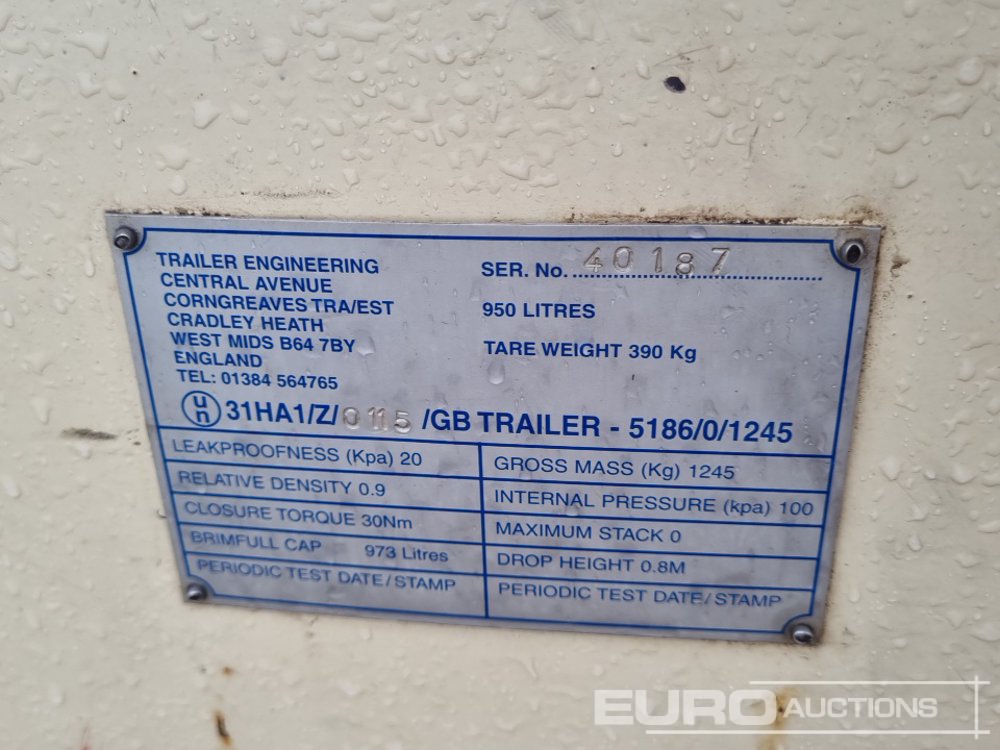 TRAILER ENGINEERING
CENTRAL AVENUE
CORNGREAVES TRA/EST
CRADLEY HEATH
WEST MIDS B64 7BY
ENGLAND
TEL: 01384 564765
SER. No. 40187
950 LITRES
TARE WEIGHT 390 Kg
un 31HA1/Z/0115/GB TRAILER - 5186/0/1245
LEAKPROOFNESS (Kpa) 20
RELATIVE DENSITY 0.9
CLOSURE TORQUE 30Nm
BRIMFULL CAP 973 Litres
PERIODIC TEST DATE/STAMP
GROSS MASS (Kg) 1245
INTERNAL PRESSURE (kpa) 100
MAXIMUM STACK 0
DROP HEIGHT 0.8M
PERIODIC TEST DATE/STAMP
EURO AUCTIONS